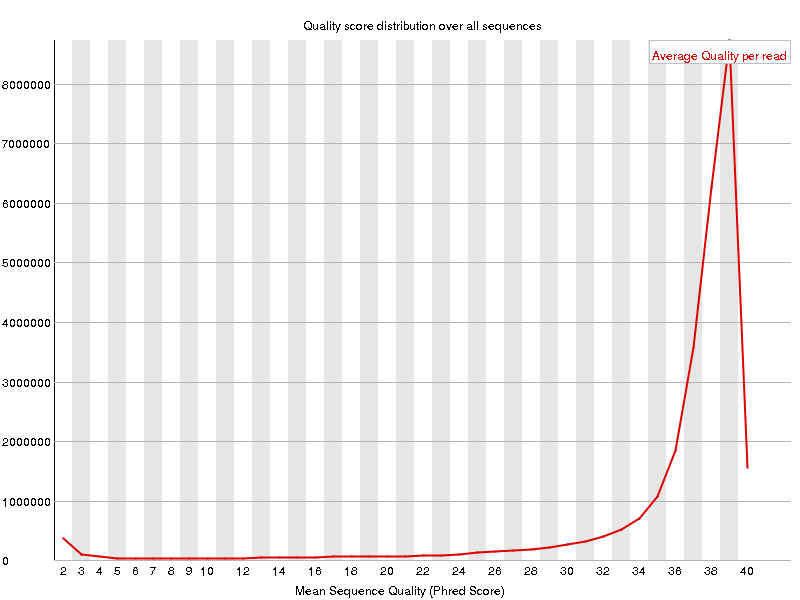 Quality score distribution over all sequences
Average Quality per read
8000000
7000000
6000000
5000000
4000000
3000000
2000000
1000000
0
2 3 4 5 6 7 8 9 10 12 14 16 18 20 22 24 26 28 30 32 34 36 38 40
Mean Sequence Quality (Phred Score)